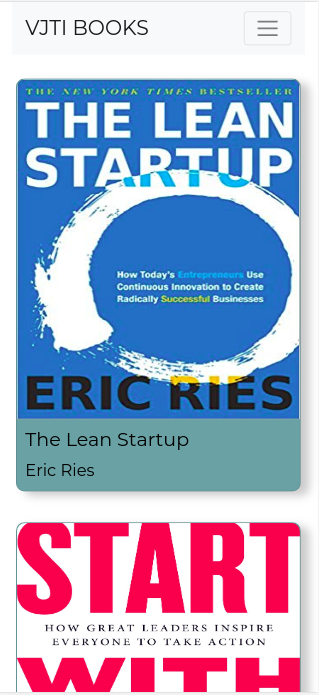 VJTI BOOKS
THE NEW YORK TIMES BESTSELLER
THE LEAN
STARTUP
How Today's Entrepreneurs Use
Continuous Innovation to Create
Radically Successful Businesses
ERIC RIES
The Lean Startup
Eric Ries
START
HOW GREAT LEADERS INSPIRE
EVERYONE TO TAKE ACTION
WITH